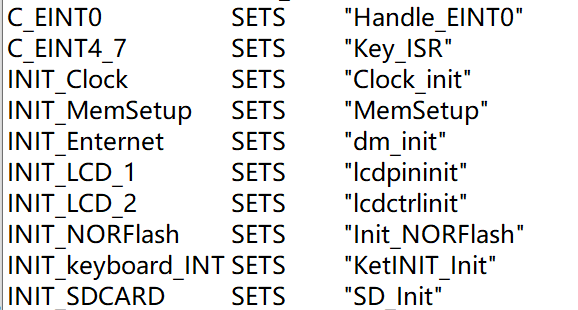 C_EINT0 SETS "Handle_EINT0"
C_EINT4_7 SETS "Key_ISR"
INIT_Clock SETS "Clock_init"
INIT_MemSetup SETS "MemSetup"
INIT_Enternet SETS "dm_init"
INIT_LCD_1 SETS "lcdpininit"
INIT_LCD_2 SETS "lcdctrlinit"
INIT_NORFlash SETS "Init_NORFlash"
INIT_keyboard_INT SETS "KetINIT_Init"
INIT_SDCARD SETS "SD_Init"